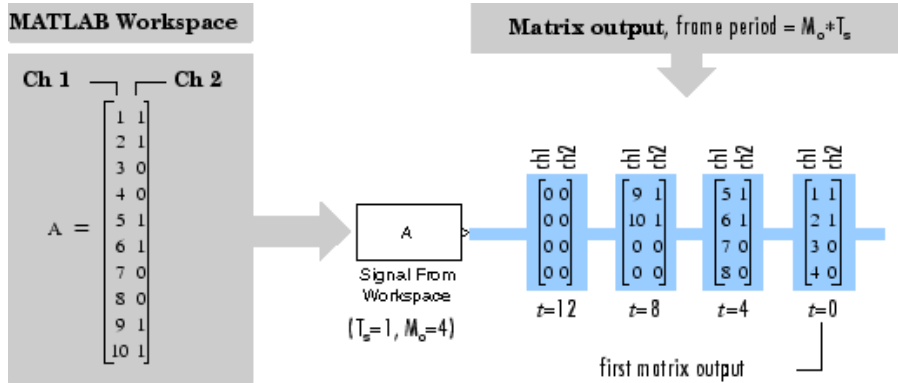 MATLAB Workspace
Ch 1 Ch 2
A =
1 1
2 1
3 0
4 0
5 1
6 1
7 0
8 0
9 1
10 1
A
Signal From
Workspace
(Ts=1, Mo=4)
Matrix output, frame period = Mo*Ts
ch1 ch2
0 0
0 0
0 0
0 0
t=12
ch1 ch2
9 1
10 1
0 0
0 0
t=8
ch1 ch2
5 1
6 1
7 0
8 0
t=4
ch1 ch2
1 1
2 1
3 0
4 0
t=0
first matrix output